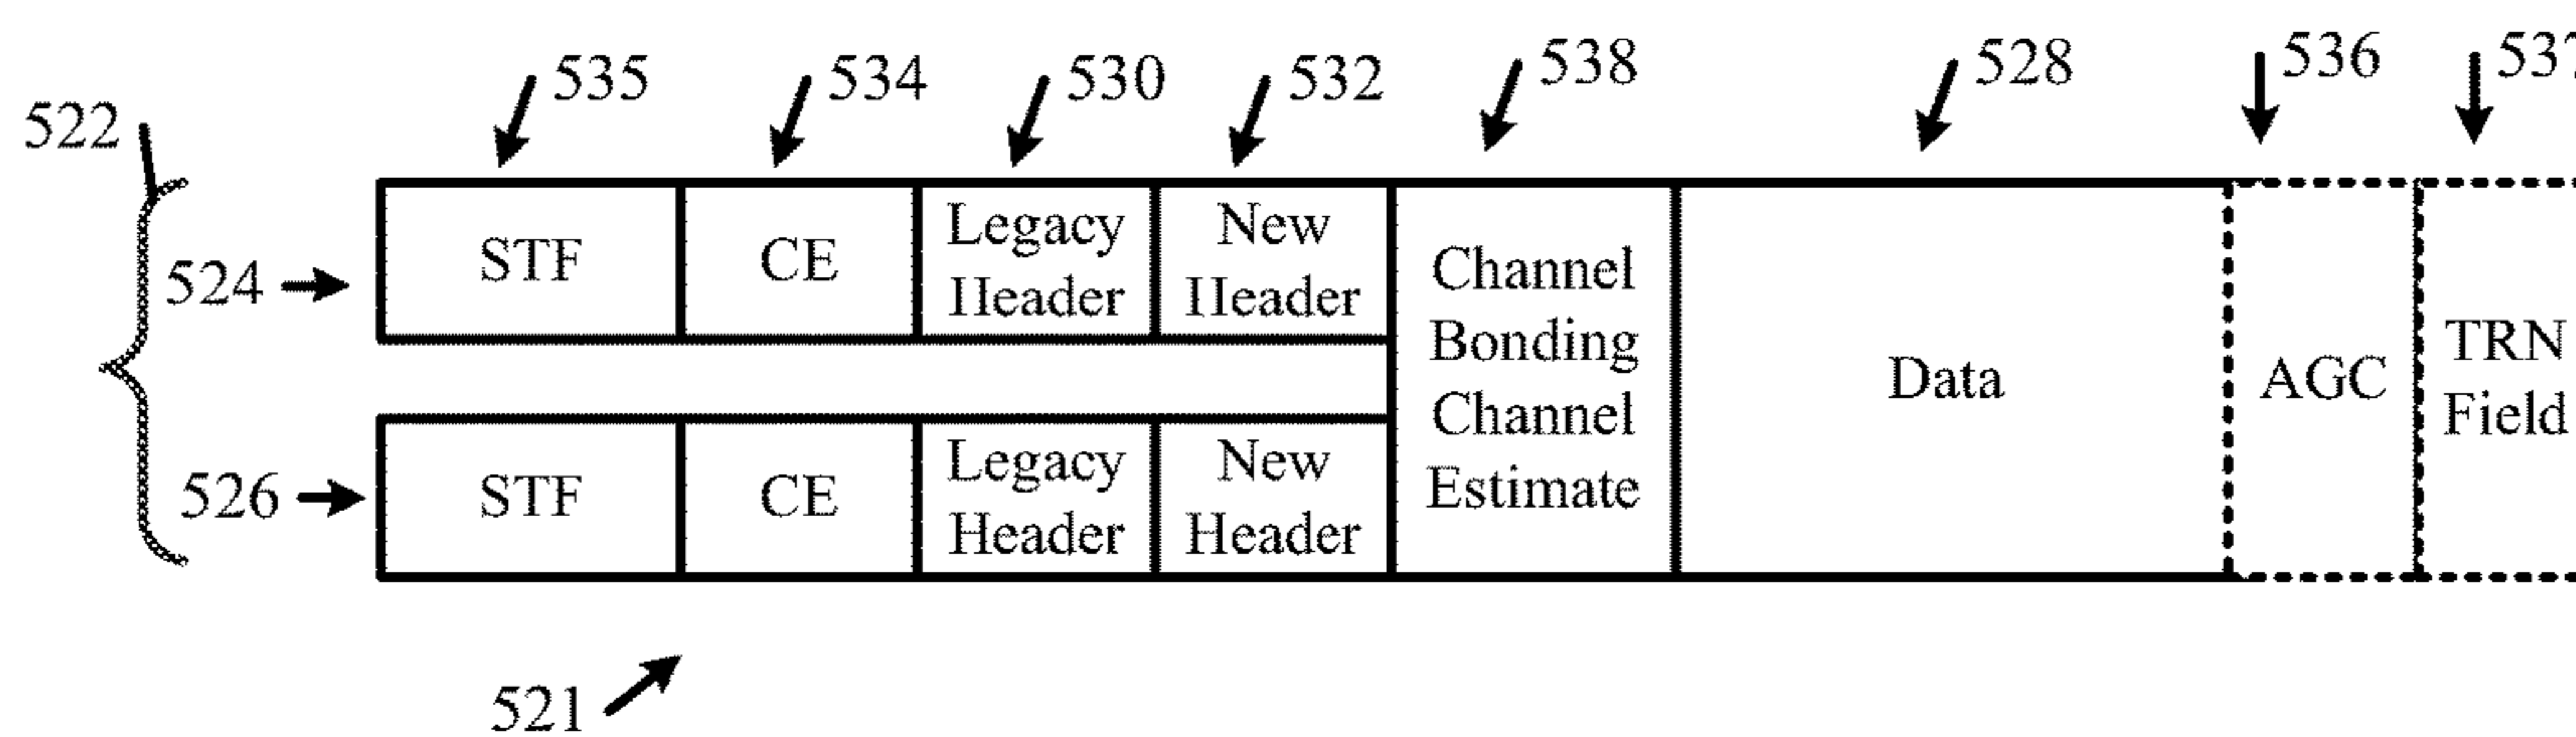 535
534
530
532
538
528
536
537
522
524
STF
CE
Legacy
Header
New
Header
Channel
Bonding
Channel
Estimate
Data
AGC
TRN
Field
526
STF
CE
Legacy
Header
New
Header
521